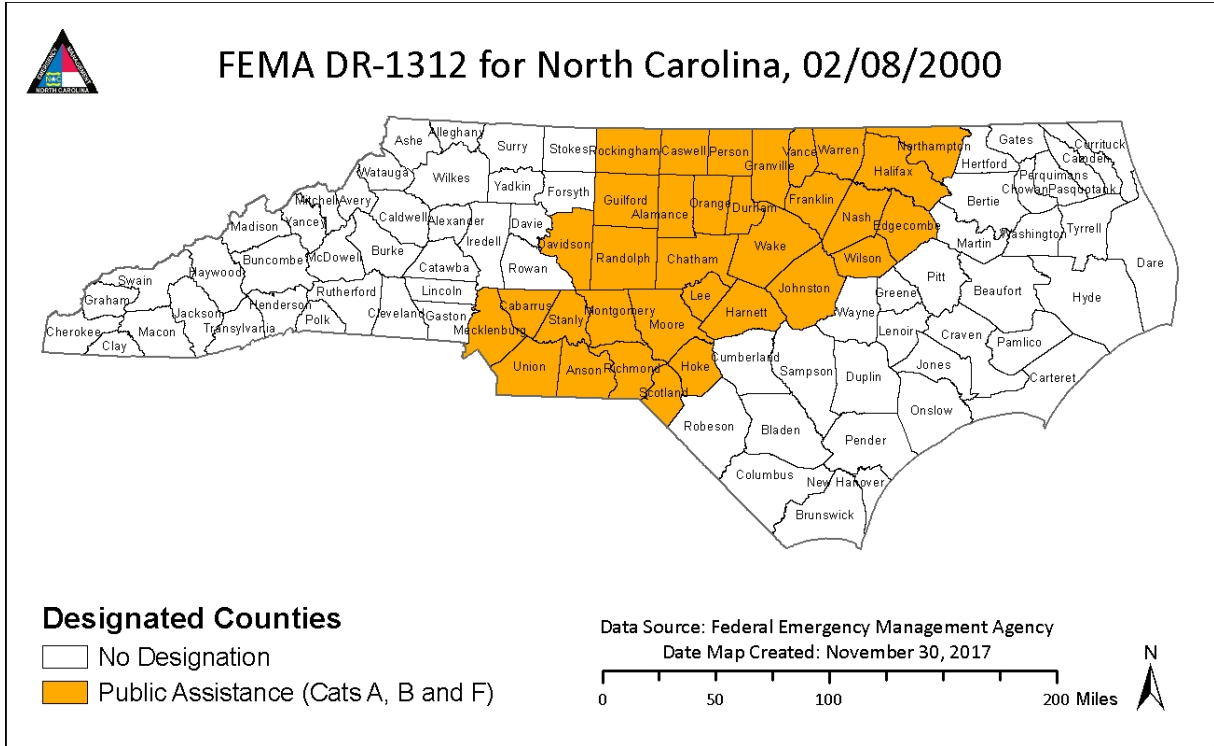 EMERGENCY MANAGEMENT
NORTH CAROLINA
FEMA DR-1312 for North Carolina, 02/08/2000
Ashe
Alleghany
Surry
Stokes
Rockingham
Caswell
Person
Granville
Vance
Warren
Northampton
Gates
Currituck
Camden
Hertford
Halifax
Watauga
Wilkes
Yadkin
Forsyth
Guilford
Alamance
Orange
Durham
Franklin
Nash
Edgecombe
Bertie
Perquimans
Chowan
Pasquotank
Mitchell
Avery
Caldwell
Alexander
Davie
Iredell
Madison
Yancey
Davidson
Randolph
Chatham
Wake
Wilson
Martin
Washington
Tyrrell
Dare
Burke
McDowell
Buncombe
Haywood
Catawba
Rowan
Swain
Graham
Rutherford
Lincoln
Lee
Johnston
Pitt
Beaufort
Hyde
Greene
Wayne
Cherokee
Clay
Macon
Jackson
Transylvania
Henderson
Polk
Cleveland
Gaston
Mecklenburg
Cabarrus
Stanly
Montgomery
Moore
Harnett
Lenoir
Craven
Pamlico
Jones
Carteret
Union
Anson
Richmond
Hoke
Scotland
Cumberland
Sampson
Duplin
Onslow
Robeson
Bladen
Pender
Columbus
New Hanover
Brunswick
Designated Counties
No Designation
Public Assistance (Cats A, B and F)
Data Source: Federal Emergency Management Agency
Date Map Created: November 30, 2017
0 50 100 200 Miles
N